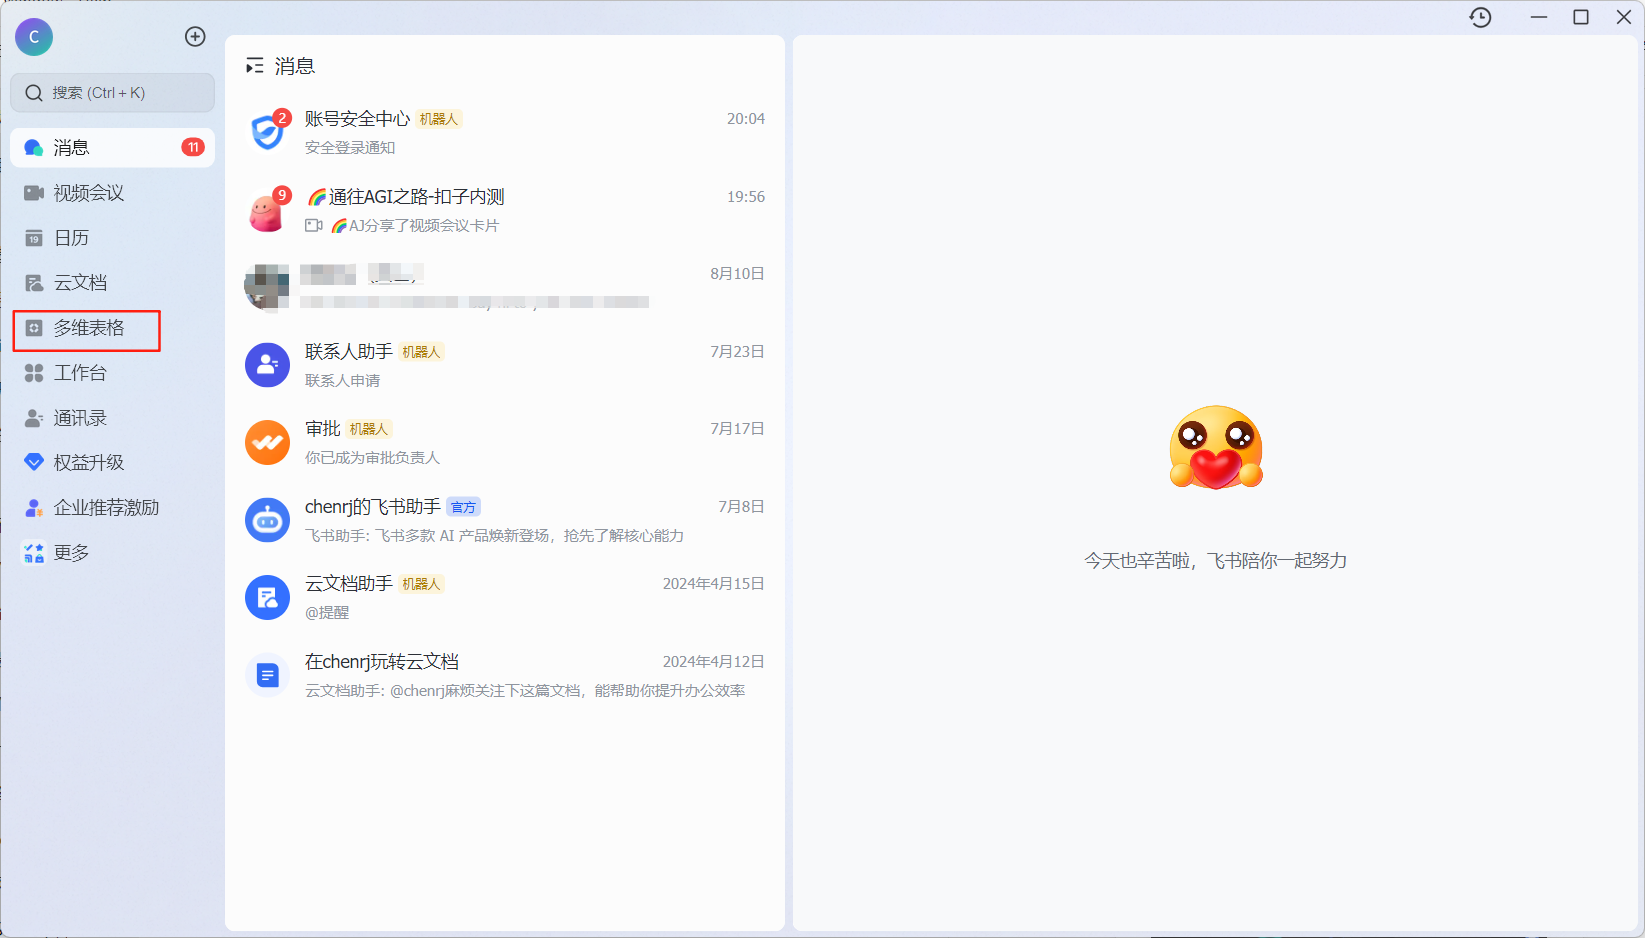 C
搜索 (Ctrl + K)
消息
11
视频会议
19
日历
云文档
多维表格
工作台
通讯录
权益升级
企业推荐激励
更多
消息
2
账号安全中心
机器人
20:04
安全登录通知
9
🌈通往AGI之路-扣子内测
19:56
🌈AJ分享了视频会议卡片
8月10日
联系人助手
机器人
7月23日
联系人申请
审批
机器人
7月17日
你已成为审批负责人
chenrj的飞书助手
官方
7月8日
飞书助手: 飞书多款 AI 产品焕新登场，抢先了解核心能力
云文档助手
机器人
2024年4月15日
@提醒
在chenrj玩转云文档
2024年4月12日
云文档助手: @chenrj麻烦关注下这篇文档，能帮助你提升办公效率
今天也辛苦啦，飞书陪你一起努力